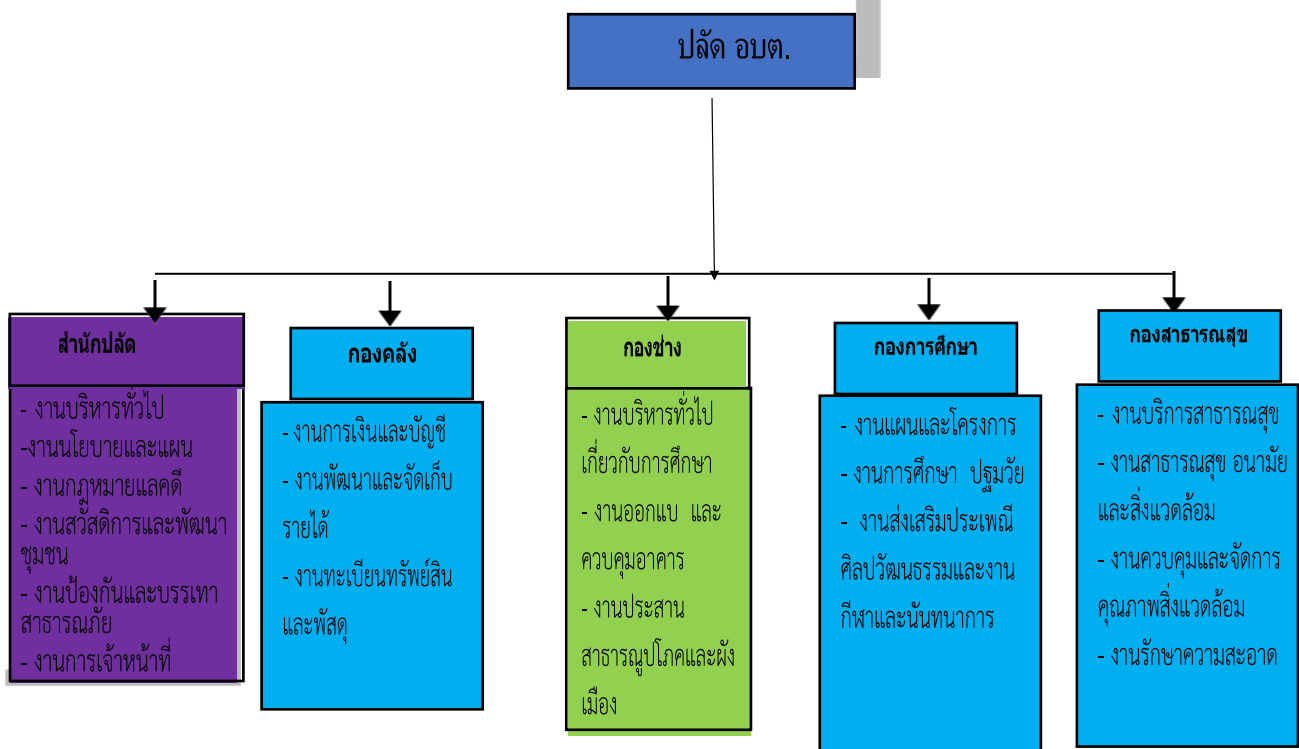 ปลัด อบต.
สำนักปลัด
- งานบริหารทั่วไป
-งานนโยบายและแผน
- งานกฎหมายแลคดี
- งานสวัสดิการและพัฒนา
ชุมชน
- งานป้องกันและบรรเทา
สาธารณภัย
- งานการเจ้าหน้าที่
กองคลัง
- งานการเงินและบัญชี
- งานพัฒนาและจัดเก็บ
รายได้
- งานทะเบียนทรัพย์สิน
และพัสดุ
กองช่าง
- งานบริหารทั่วไป
เกี่ยวกับการศึกษา
- งานออกแบ และ
ควบคุมอาคาร
- งานประสาน
สาธารณูปโภคและผัง
เมือง
กองการศึกษา
- งานแผนและโครงการ
- งานการศึกษา ปฐมวัย
- งานส่งเสริมประเพณี
ศิลปวัฒนธรรมและงาน
กีฬาและนันทนาการ
กองสาธารณสุข
- งานบริการสาธารณสุข
- งานสาธารณสุข อนามัย
และสิ่งแวดล้อม
- งานควบคุมและจัดการ
คุณภาพสิ่งแวดล้อม
- งานรักษาความสะอาด